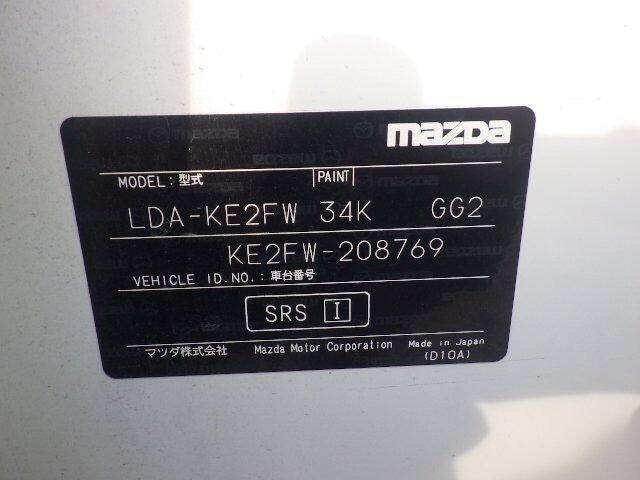 mazda
MODEL:型式 PAINT
LDA-KE2FW 34K GG2
KE2FW-208769
VEHICLE ID.NO.:車台番号
SRS I
マツダ株式会社 Mazda Motor Corporation Made in Japan
(D10A)